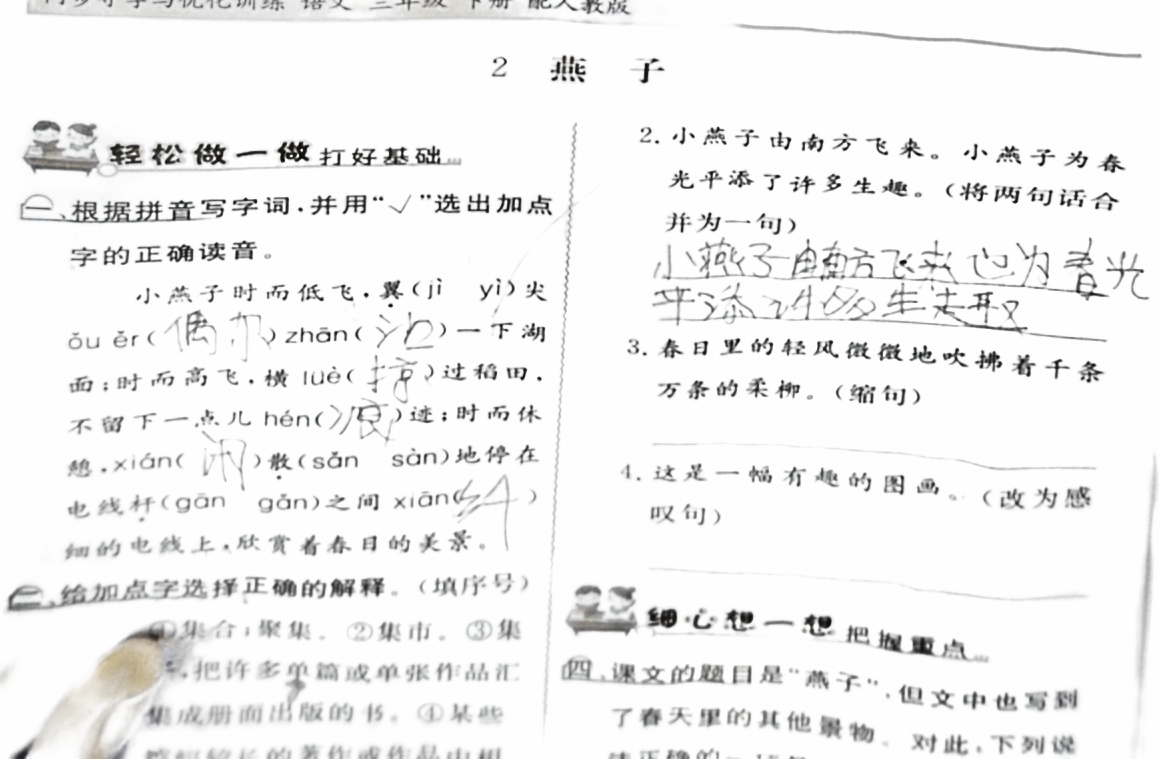 同步导学与优化训练 语文 三年级 下册 配人教版
2 燕 子
轻松做一做 打好基础
一、根据拼音写字词,并用“√”选出加点
字的正确读音。
小燕子时而低飞,翼(jì yì)尖
ǒu ěr(偶尔)zhān(沾)一下湖
面;时而高飞,横 lüè(掠)过稻田,
不留下一点儿 hén(痕)迹;时而休
憩,xián(闲)散(sǎn sàn)地停在
电线杆(gān gǎn)之间 xiān(纤)
细的电线上,欣赏着春日的美景。
二、给加点字选择正确的解释。(填序号)
①集合;聚集。 ②集市。 ③集
,把许多单篇或单张作品汇
集成册而出版的书。 ④某些
篇幅较长的著作或作品中相
2. 小燕子由南方飞来。小燕子为春
光平添了许多生趣。(将两句话合
并为一句)
小燕子由南方飞来 也为春光
平添了许多生趣
3. 春日里的轻风微微地吹拂着千条
万条的柔柳。(缩句)
4. 这是一幅有趣的图画。(改为感
叹句)
细心想一想 把握重点
四、课文的题目是“燕子”,但文中也写到
了春天里的其他景物。对此,下列说